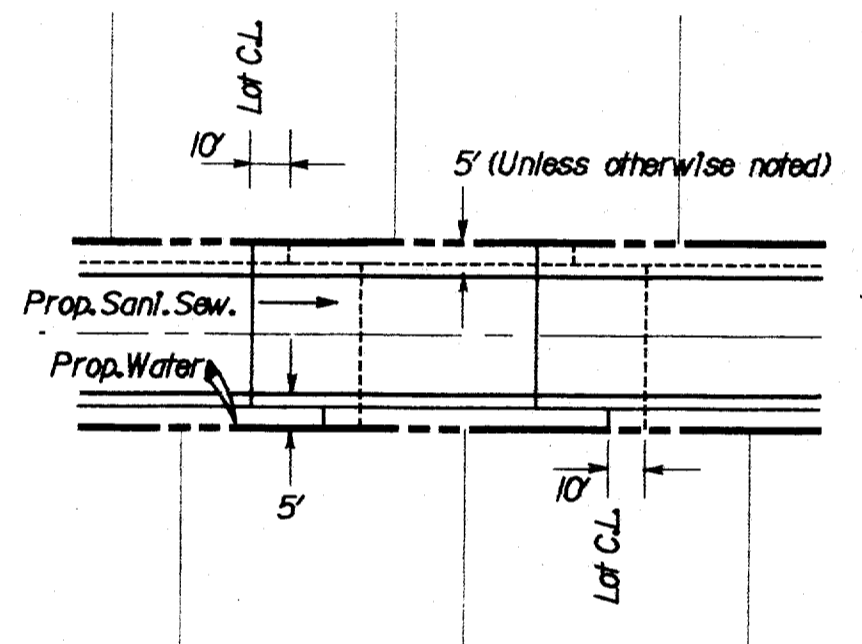 Lot C.L.
10'
5' (Unless otherwise noted)
Prop. Sani. Sew.
Prop. Water
5'
10'
Lot C.L.